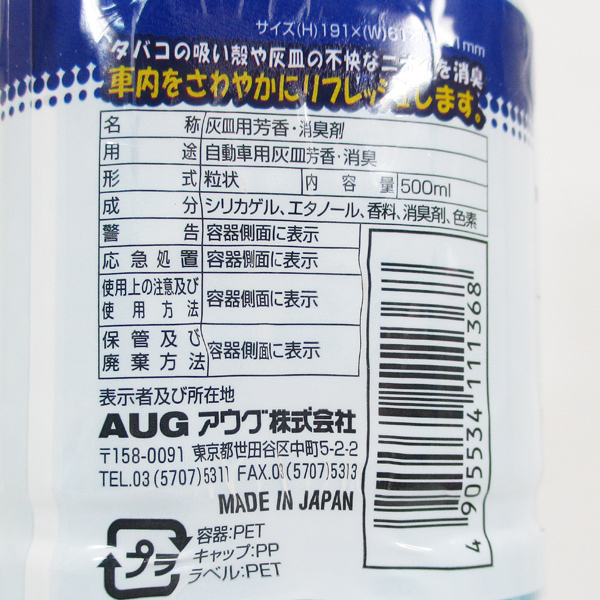 サイズ(H)191×(W)6 1mm
タバコの吸い殻や灰皿の不快なニオイを消臭
車内をさわやかにリフレッシュします。
名 称 灰皿用芳香・消臭剤
用 途 自動車用灰皿芳香・消臭
形 式 粒状 内 容 量 500ml
成 分 シリカゲル、エタノール、香料、消臭剤、色素
警 告 容器側面に表示
応急処置 容器側面に表示
使用上の注意及び
使用方法 容器側面に表示
保管及び
廃棄方法 容器側面に表示
表示者及び所在地
AUG アウグ株式会社
〒158-0091 東京都世田谷区中町5-2-2
TEL.03(5707)5311 FAX.03(5707)5313
MADE IN JAPAN
プラ
容器:PET
キャップ:PP
ラベル:PET
4905534111368